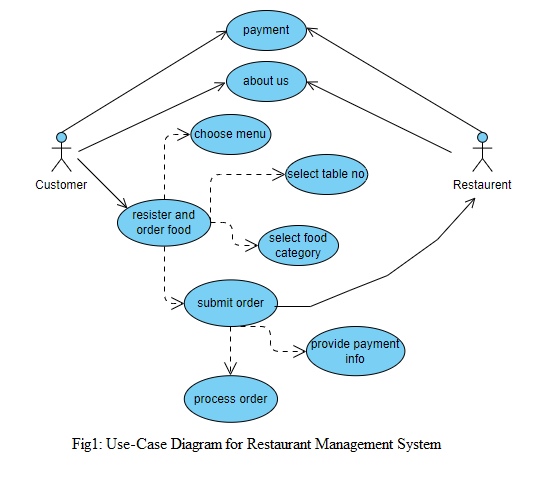 payment
about us
choose menu
select table no
Customer
Restaurent
resister and
order food
select food
category
submit order
provide payment
info
process order
Fig1: Use-Case Diagram for Restaurant Management System